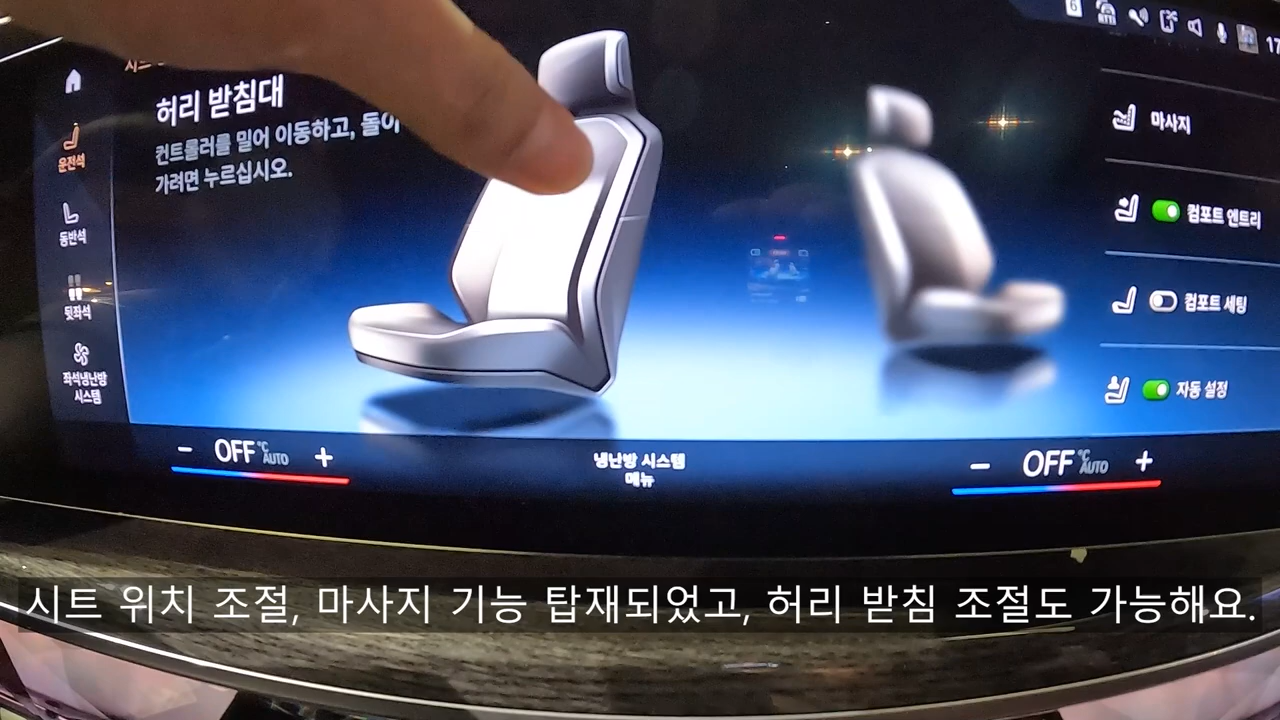 허리 받침대
컨트롤러를 밀어 이동하고, 돌아
가려면 누르십시오.
운전석
동반석
뒷좌석
좌석냉난방
시스템
마사지
컴포트 엔트리
컴포트 세팅
자동 설정
- OFF °C AUTO +
냉난방 시스템
메뉴
- OFF °C AUTO +
시트 위치 조절, 마사지 기능 탑재되었고, 허리 받침 조절도 가능해요.